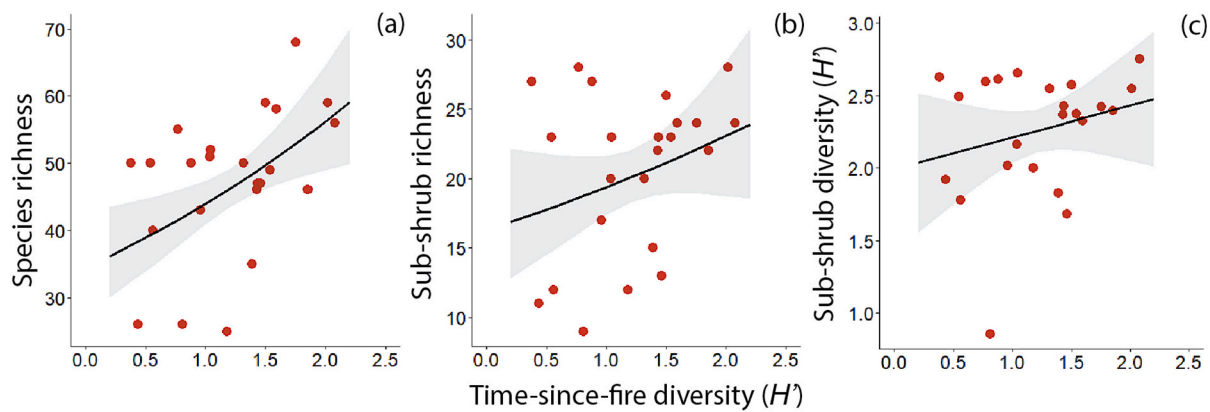 (a)
Species richness
70
60
50
40
30
0.0 0.5 1.0 1.5 2.0 2.5
(b)
Sub-shrub richness
30
25
20
15
10
0.0 0.5 1.0 1.5 2.0 2.5
(c)
Sub-shrub diversity (H')
3.0
2.5
2.0
1.5
1.0
0.0 0.5 1.0 1.5 2.0 2.5
Time-since-fire diversity (H')